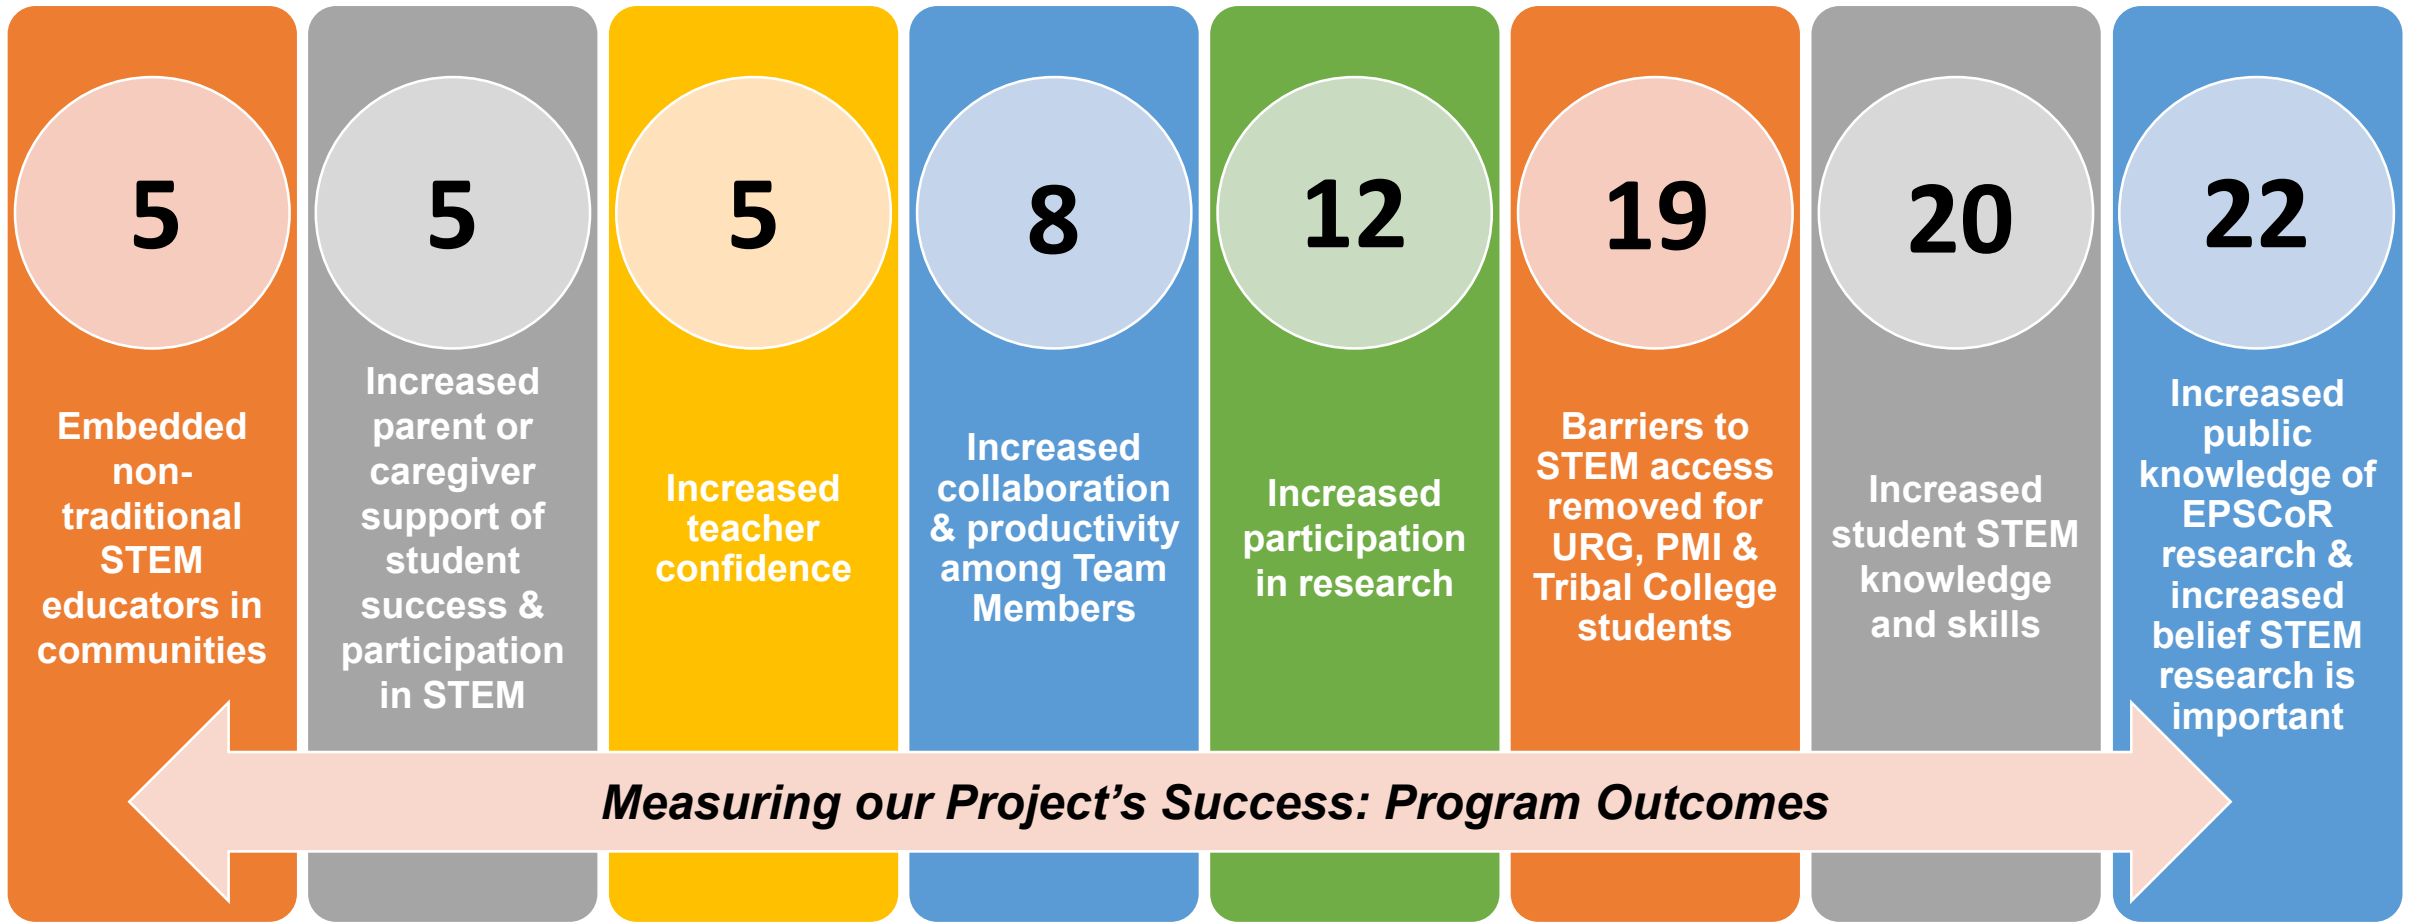 5
Embedded
non-
traditional
STEM
educators in
communities
5
Increased
parent or
caregiver
support of
student
success &
participation
in STEM
5
Increased
teacher
confidence
8
Increased
collaboration
& productivity
among Team
Members
12
Increased
participation
in research
19
Barriers to
STEM access
removed for
URG, PMI &
Tribal College
students
20
Increased
student STEM
knowledge
and skills
22
Increased
public
knowledge of
EPSCoR
research &
increased
belief STEM
research is
important
Measuring our Project’s Success: Program Outcomes